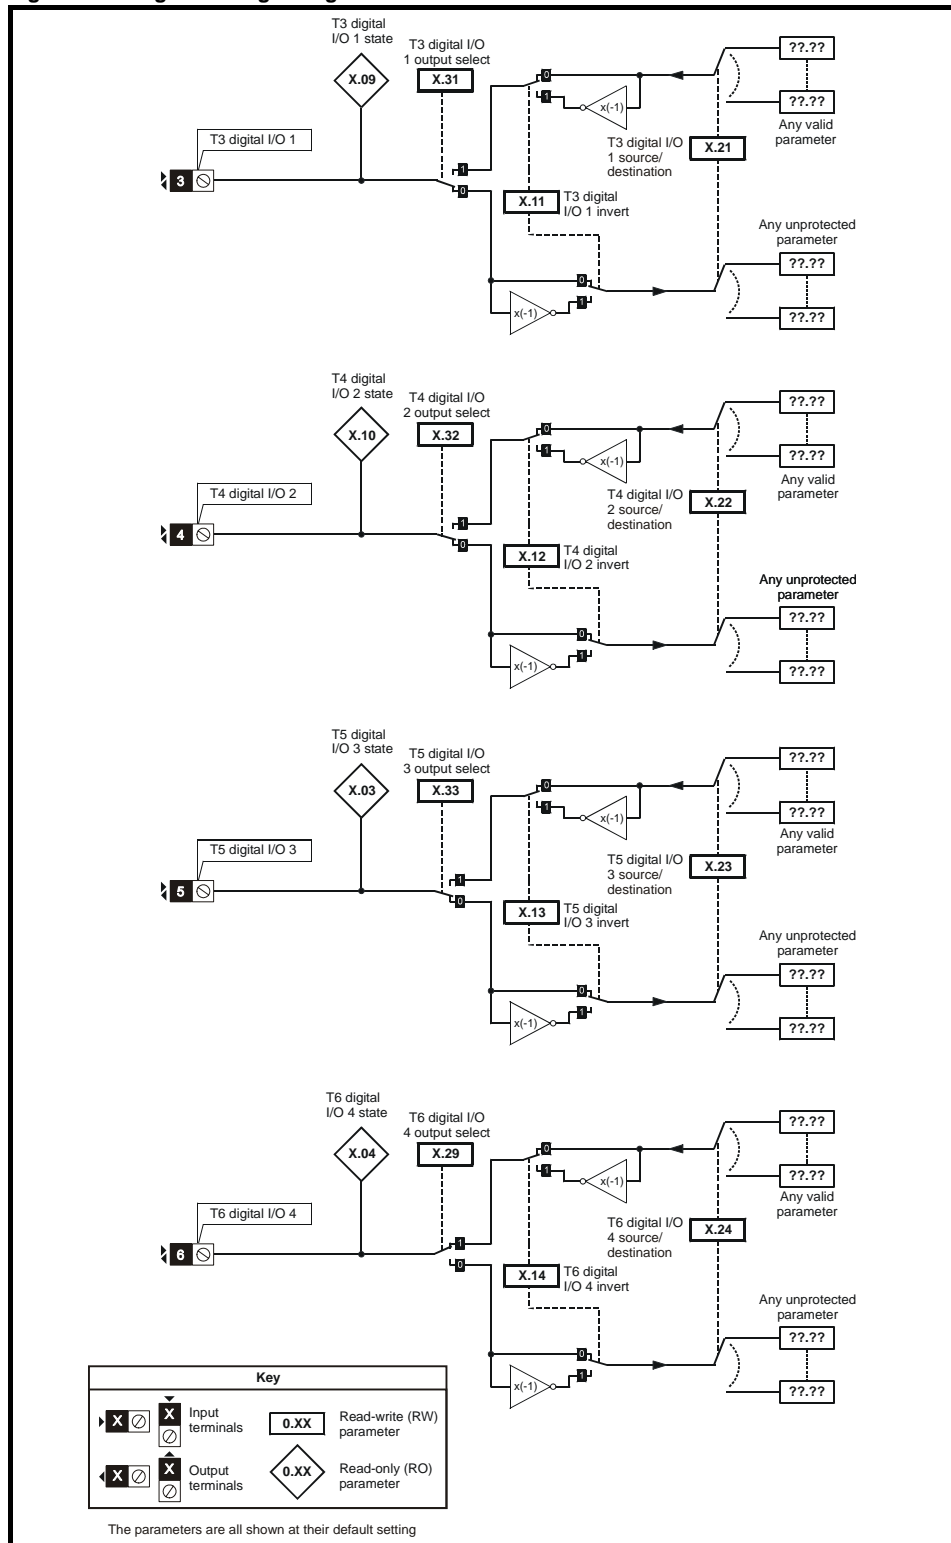 T3 digital
I/O 1 state
T3 digital I/O
1 output select
X.09
X.31
0
1
x(-1)
??.??
??.??
Any valid
parameter
T3 digital I/O 1
3
T3 digital I/O
1 source/
destination
X.21
1
0
X.11
T3 digital
I/O 1 invert
Any unprotected
parameter
??.??
??.??
0
1
x(-1)
T4 digital
I/O 2 state
T4 digital I/O
2 output select
X.10
X.32
0
1
x(-1)
??.??
??.??
Any valid
parameter
T4 digital I/O 2
4
T4 digital I/O
2 source/
destination
X.22
1
0
X.12
T4 digital
I/O 2 invert
Any unprotected
parameter
??.??
??.??
0
1
x(-1)
T5 digital
I/O 3 state
T5 digital I/O
3 output select
X.03
X.33
0
1
x(-1)
??.??
??.??
Any valid
parameter
T5 digital I/O 3
5
T5 digital I/O
3 source/
destination
X.23
1
0
X.13
T5 digital
I/O 3 invert
Any unprotected
parameter
??.??
??.??
0
1
x(-1)
T6 digital
I/O 4 state
T6 digital I/O
4 output select
X.04
X.29
0
1
x(-1)
??.??
??.??
Any valid
parameter
T6 digital I/O 4
6
T6 digital I/O
4 source/
destination
X.24
1
0
X.14
T6 digital
I/O 4 invert
Any unprotected
parameter
??.??
??.??
0
1
x(-1)
Key
X
X
Input
terminals
0.XX
Read-write (RW)
parameter
X
X
Output
terminals
0.XX
Read-only (RO)
parameter
The parameters are all shown at their default setting